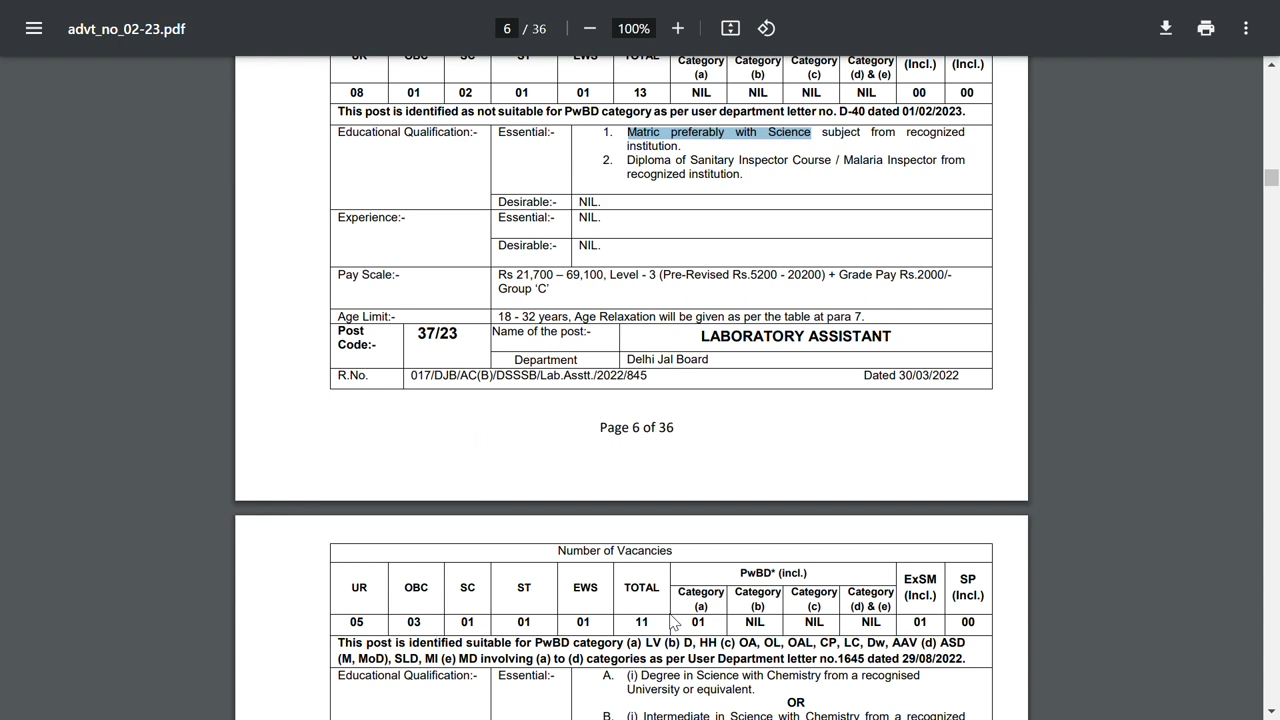 advt_no_02-23.pdf
6 / 36
100%
UR OBC SC ST EWS TOTAL Category (a) Category (b) Category (c) Category (d) & (e) (Incl.) (Incl.)
08 01 02 01 01 13 NIL NIL NIL NIL 00 00
This post is identified as not suitable for PwBD category as per user department letter no. D-40 dated 01/02/2023.
Educational Qualification:- Essential:- 1. Matric preferably with Science subject from recognized
institution.
2. Diploma of Sanitary Inspector Course / Malaria Inspector from
recognized institution.
Desirable:- NIL.
Experience:- Essential:- NIL.
Desirable:- NIL.
Pay Scale:- Rs 21,700 – 69,100, Level - 3 (Pre-Revised Rs.5200 - 20200) + Grade Pay Rs.2000/-
Group ‘C’
Age Limit:- 18 - 32 years, Age Relaxation will be given as per the table at para 7.
Post Code:- 37/23 Name of the post:- LABORATORY ASSISTANT
Department Delhi Jal Board
R.No. 017/DJB/AC(B)/DSSSB/Lab.Asstt./2022/845 Dated 30/03/2022
Page 6 of 36
Number of Vacancies
UR OBC SC ST EWS TOTAL PwBD* (incl.) ExSM (Incl.) SP (Incl.)
Category (a) Category (b) Category (c) Category (d) & (e)
05 03 01 01 01 11 01 NIL NIL NIL 01 00
This post is identified suitable for PwBD category (a) LV (b) D, HH (c) OA, OL, OAL, CP, LC, Dw, AAV (d) ASD
(M, MoD), SLD, MI (e) MD involving (a) to (d) categories as per User Department letter no.1645 dated 29/08/2022.
Educational Qualification:- Essential:- A. (i) Degree in Science with Chemistry from a recognised
University or equivalent.
OR
B. (i) Intermediate in Science with Chemistry from a recognized